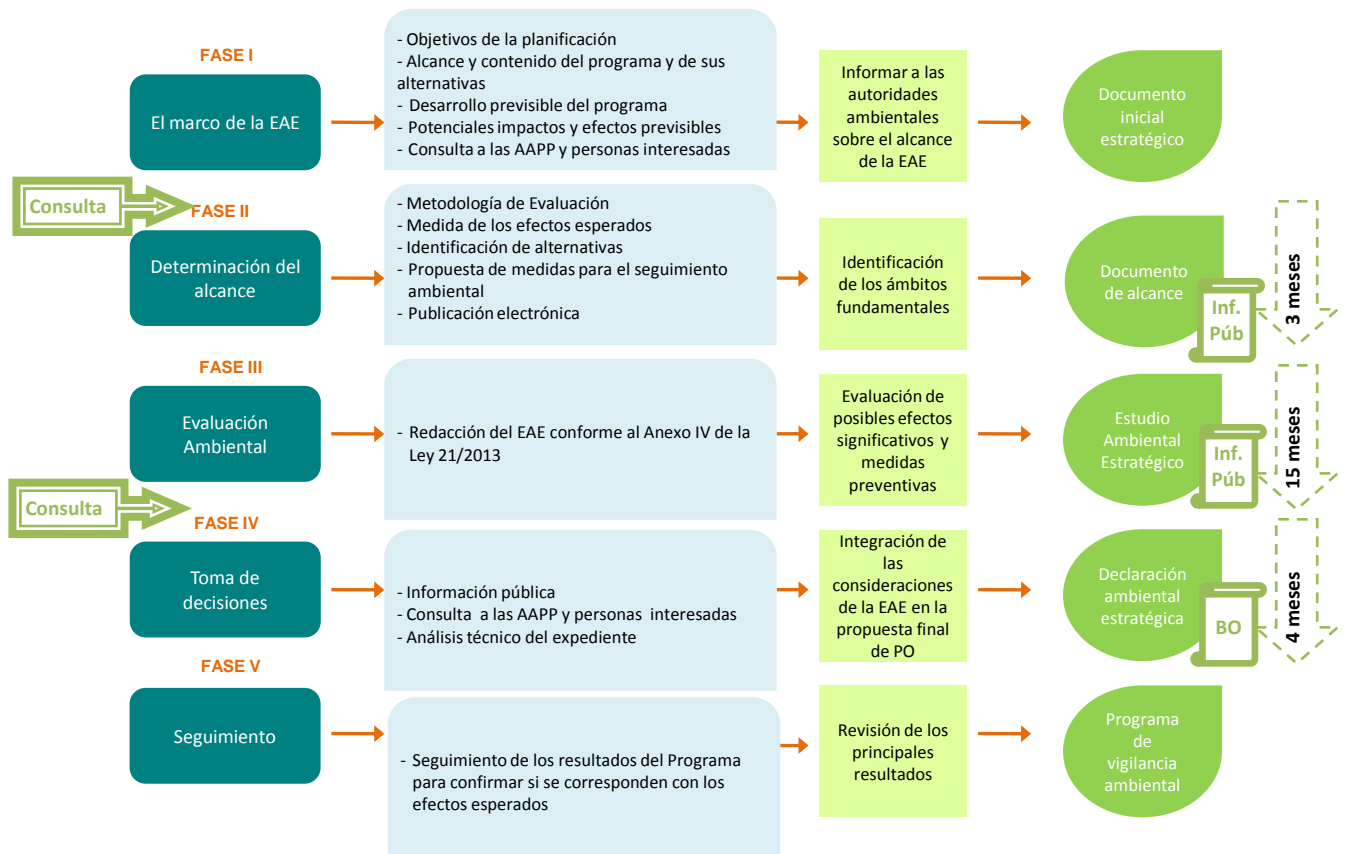 FASE I
El marco de la EAE
- Objetivos de la planificación
- Alcance y contenido del programa y de sus
alternativas
- Desarrollo previsible del programa
- Potenciales impactos y efectos previsibles
- Consulta a las AAPP y personas interesadas
Informar a las
autoridades
ambientales
sobre el alcance
de la EAE
Documento
inicial
estratégico
Consulta
FASE II
Determinación del
alcance
- Metodología de Evaluación
- Medida de los efectos esperados
- Identificación de alternativas
- Propuesta de medidas para el seguimiento
ambiental
- Publicación electrónica
Identificación
de los ámbitos
fundamentales
Documento
de alcance
Inf.
Púb
3 meses
FASE III
Evaluación
Ambiental
- Redacción del EAE conforme al Anexo IV de la
Ley 21/2013
Evaluación de
posibles efectos
significativos y
medidas
preventivas
Estudio
Ambiental
Estratégico
Inf.
Púb
15 meses
Consulta
FASE IV
Toma de
decisiones
- Información pública
- Consulta a las AAPP y personas interesadas
- Análisis técnico del expediente
Integración de
las
consideraciones
de la EAE en la
propuesta final
de PO
Declaración
ambiental
estratégica
BO
4 meses
FASE V
Seguimiento
- Seguimiento de los resultados del Programa
para confirmar si se corresponden con los
efectos esperados
Revisión de los
principales
resultados
Programa
de
vigilancia
ambiental